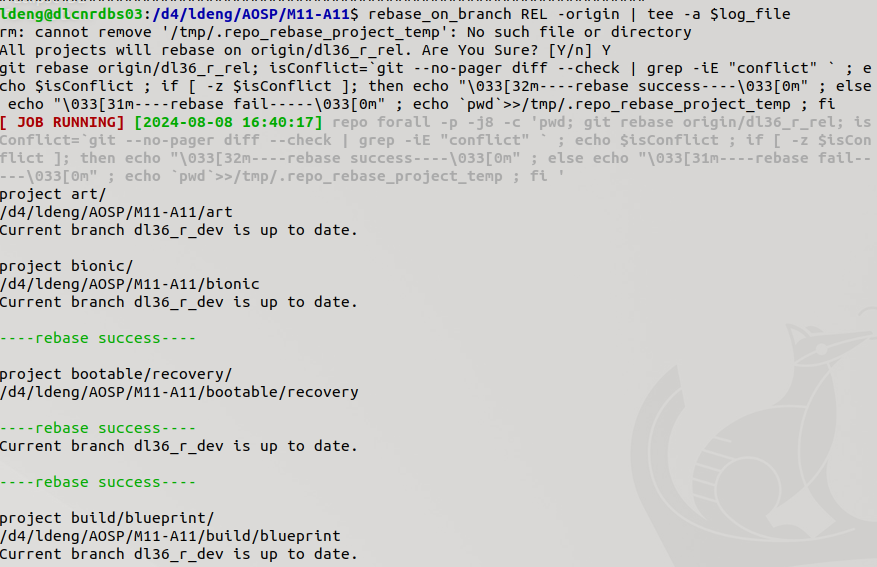 ldeng@dlcnrdbs03:/d4/ldeng/AOSP/M11-A11$ rebase_on_branch REL -origin | tee -a $log_file
rm: cannot remove '/tmp/.repo_rebase_project_temp': No such file or directory
All projects will rebase on origin/dl36_r_rel. Are You Sure? [Y/n] Y
git rebase origin/dl36_r_rel; isConflict=`git --no-pager diff --check | grep -iE "conflict" ` ; e
cho $isConflict ; if [ -z $isConflict ]; then echo "\033[32m----rebase success----\033[0m" ; else
 echo "\033[31m----rebase fail-----\033[0m" ; echo `pwd`>>/tmp/.repo_rebase_project_temp ; fi
[ JOB RUNNING] [2024-08-08 16:40:17] repo forall -p -j8 -c 'pwd; git rebase origin/dl36_r_rel; is
Conflict=`git --no-pager diff --check | grep -iE "conflict" ` ; echo $isConflict ; if [ -z $isCon
flict ]; then echo "\033[32m----rebase success----\033[0m" ; else echo "\033[31m----rebase fail--
---\033[0m" ; echo `pwd`>>/tmp/.repo_rebase_project_temp ; fi '
project art/
/d4/ldeng/AOSP/M11-A11/art
Current branch dl36_r_dev is up to date.
project bionic/
/d4/ldeng/AOSP/M11-A11/bionic
Current branch dl36_r_dev is up to date.
----rebase success----
project bootable/recovery/
/d4/ldeng/AOSP/M11-A11/bootable/recovery
----rebase success----
Current branch dl36_r_dev is up to date.
----rebase success----
project build/blueprint/
/d4/ldeng/AOSP/M11-A11/build/blueprint
Current branch dl36_r_dev is up to date.